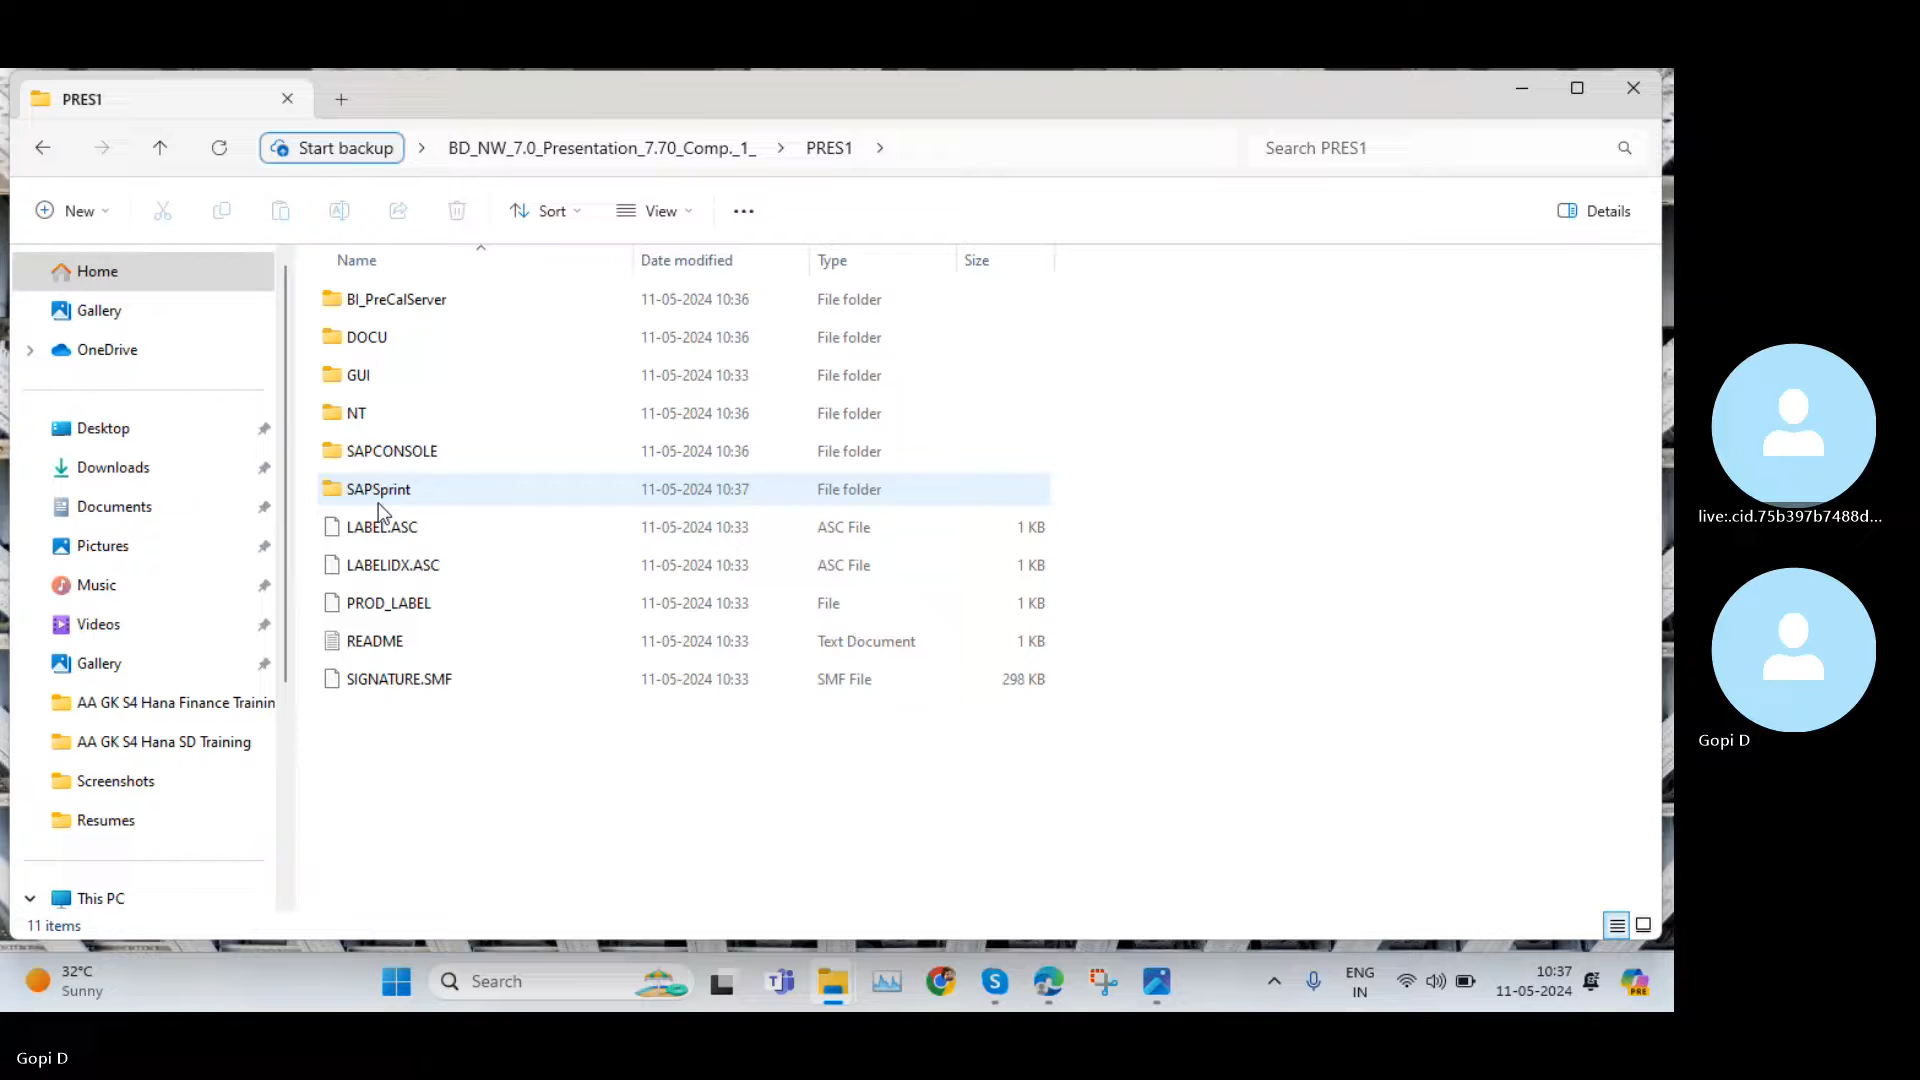 PRES1
Start backup
BD_NW_7.0_Presentation_7.70_Comp._1_
PRES1
Search PRES1
New
Sort
View
Details
Home
Gallery
OneDrive
Desktop
Downloads
Documents
Pictures
Music
Videos
Gallery
AA GK S4 Hana Finance Trainin
AA GK S4 Hana SD Training
Screenshots
Resumes
This PC
Name Date modified Type Size
BI_PreCalServer 11-05-2024 10:36 File folder
DOCU 11-05-2024 10:36 File folder
GUI 11-05-2024 10:33 File folder
NT 11-05-2024 10:36 File folder
SAPCONSOLE 11-05-2024 10:36 File folder
SAPSprint 11-05-2024 10:37 File folder
LABEL.ASC 11-05-2024 10:33 ASC File 1 KB
LABELIDX.ASC 11-05-2024 10:33 ASC File 1 KB
PROD_LABEL 11-05-2024 10:33 File 1 KB
README 11-05-2024 10:33 Text Document 1 KB
SIGNATURE.SMF 11-05-2024 10:33 SMF File 298 KB
11 items
live:.cid.75b397b7488d...
Gopi D
32°C
Sunny
Search
ENG
IN
10:37
11-05-2024
PRE
Gopi D